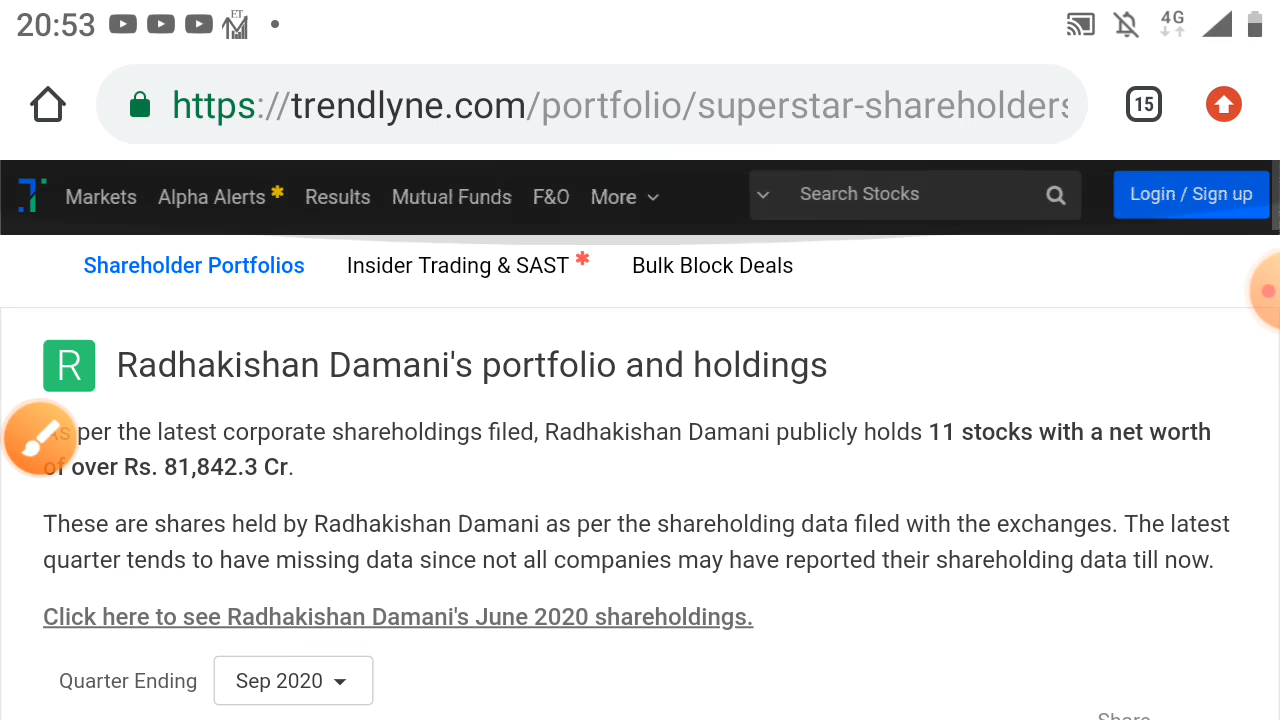 20:53 ET 4G
https://trendlyne.com/portfolio/superstar-shareholders 15
Markets Alpha Alerts* Results Mutual Funds F&O More Search Stocks Login / Sign up
Shareholder Portfolios Insider Trading & SAST * Bulk Block Deals
R Radhakishan Damani's portfolio and holdings
As per the latest corporate shareholdings filed, Radhakishan Damani publicly holds 11 stocks with a net worth
of over Rs. 81,842.3 Cr.
These are shares held by Radhakishan Damani as per the shareholding data filed with the exchanges. The latest
quarter tends to have missing data since not all companies may have reported their shareholding data till now.
Click here to see Radhakishan Damani's June 2020 shareholdings.
Quarter Ending Sep 2020
Share